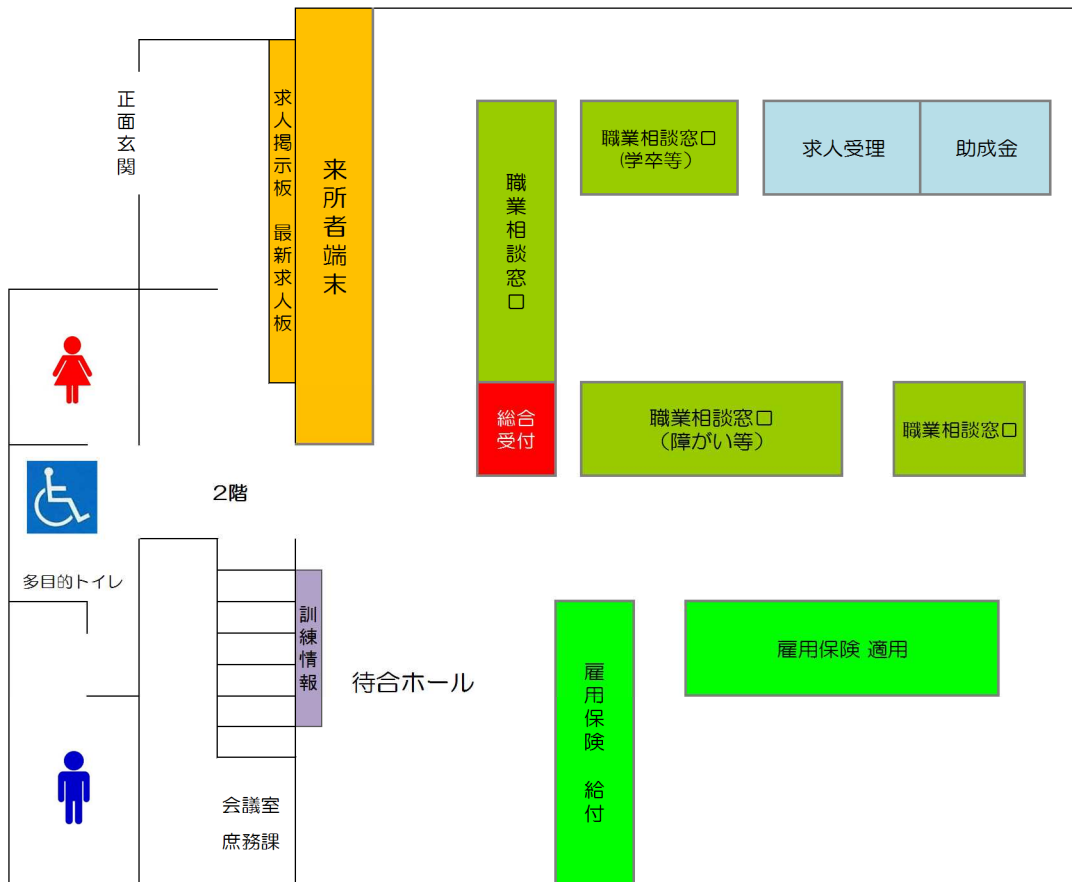 正面玄関
求人掲示板 最新求人板
来所者端末
職業相談窓口
職業相談窓口
(学卒等)
求人受理
助成金
総合
受付
職業相談窓口
(障がい等)
職業相談窓口
2階
多目的トイレ
訓練情報
待合ホール
雇用保険 給付
雇用保険 適用
会議室
庶務課